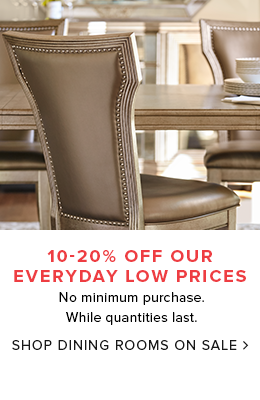 10-20% OFF OUR
EVERYDAY LOW PRICES
No minimum purchase.
While quantities last.
SHOP DINING ROOMS ON SALE >